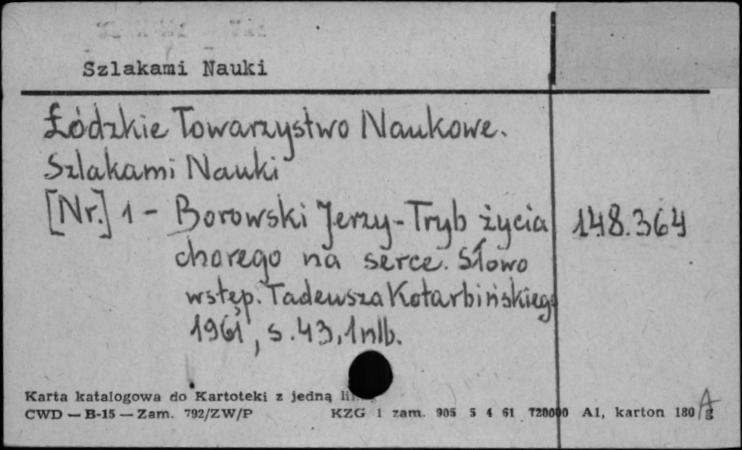 Szlakami Nauki
Łódzkie Towarzystwo Naukowe.
Szlakami Nauki
[Nr.] 1 - Borowski Jerzy - Tryb życia 148.364
chorego na serce. Słowo
wstęp. Tadeusza Kotarbińskiego
1961, s. 43, 1 nlb.
Karta katalogowa do Kartoteki z jedną
CWD — B-15 — Zam. 792/ZW/P KZG 1 zam. 905 5 4 61 720000 A1, karton 180 g
A